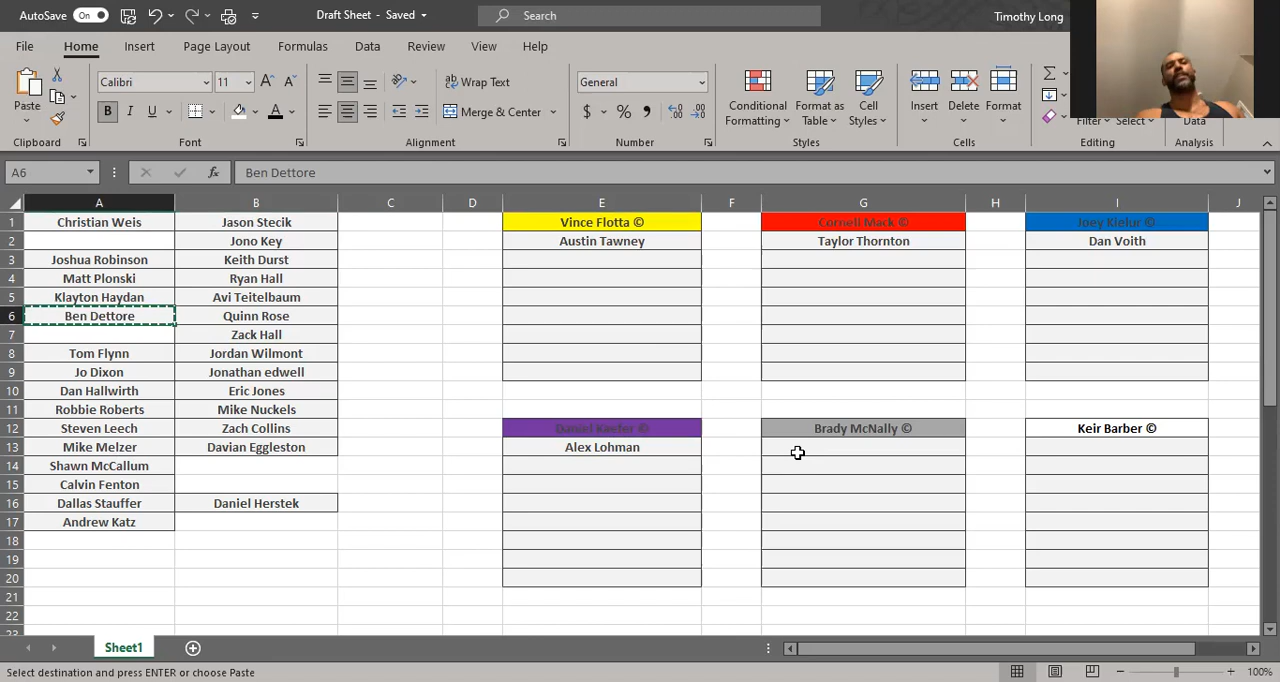 AutoSave On Draft Sheet - Saved Search Timothy Long
File Home Insert Page Layout Formulas Data Review View Help
Paste Calibri 11 A A Wrap Text General Conditional Formatting Format as Table Cell Styles Insert Delete Format Σ
B I U A Merge & Center $ % Filter Select Data
Clipboard Font Alignment Number Styles Cells Editing Analysis
A6 fx Ben Dettore
A B C D E F G H I J
1 Christian Weis Jason Stecik Vince Flotta © Cornell Mack © Joey Kielur ©
2 Jono Key Austin Tawney Taylor Thornton Dan Voith
3 Joshua Robinson Keith Durst
4 Matt Plonski Ryan Hall
5 Klayton Haydan Avi Teitelbaum
6 Ben Dettore Quinn Rose
7 Zack Hall
8 Tom Flynn Jordan Wilmont
9 Jo Dixon Jonathan edwell
10 Dan Hallwirth Eric Jones
11 Robbie Roberts Mike Nuckels
12 Steven Leech Zach Collins Daniel Kaefer © Brady McNally © Keir Barber ©
13 Mike Melzer Davian Eggleston Alex Lohman
14 Shawn McCallum
15 Calvin Fenton
16 Dallas Stauffer Daniel Herstek
17 Andrew Katz
18
19
20
21
22
23
Sheet1
Select destination and press ENTER or choose Paste 100%